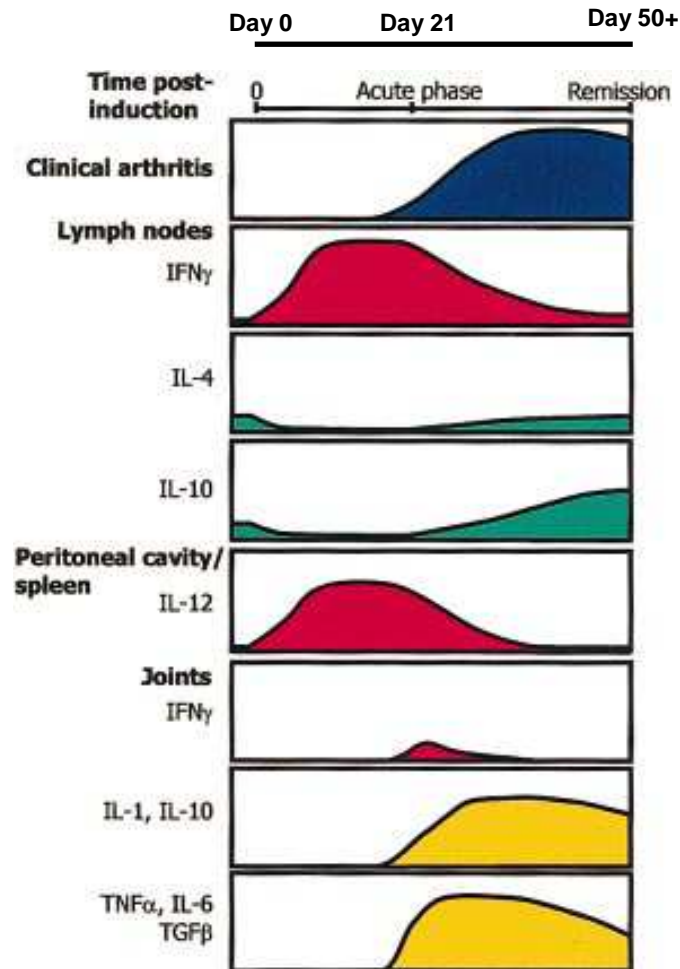 Day 0 Day 21 Day 50+
Time post-
induction
0 Acute phase Remission
Clinical arthritis
Lymph nodes
IFNγ
IL-4
IL-10
Peritoneal cavity/
spleen
IL-12
Joints
IFNγ
IL-1, IL-10
TNFα, IL-6
TGFβ